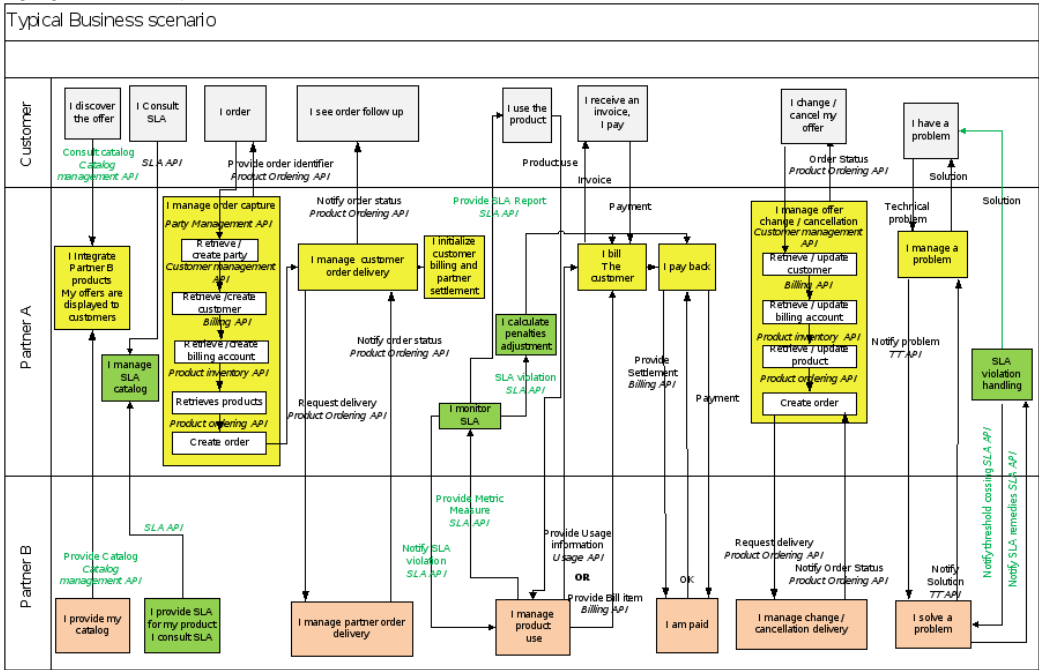 Typical Business scenario
Customer
I discover
the offer
I Consult
SLA
I order
I see order follow up
I use the
product
I receive an
invoice,
I pay
I change /
cancel my
offer
I have a
problem
Consult catalog
Catalog
management API
SLA API
Provide order identifier
Product Ordering API
Product use
Invoice
Order Status
Product Ordering API
Solution
Partner A
I manage order capture
Party Management API
Retrieve /
create party
Customer management
API
Retrieve /create
customer
Billing API
Retrieve/create
billing account
Product inventory API
Retrieves products
Product ordering API
Create order
I Integrate
Partner B
products
My offers are
displayed to
customers
I manage
SLA
catalog
Notify order status
Product Ordering API
I manage customer
order delivery
I initialize
customer
billing and
partner
settlement
Provide SLA Report
SLA API
Payment
I bill
The
customer
I pay back
I calculate
penalties
adjustment
Notify order status
Product Ordering API
SLA violation
SLA API
I monitor
SLA
Request delivery
Product Ordering API
Provide
Settlement
Billing API
Payment
I manage offer
change / cancellation
Customer management
API
Retrieve / update
customer
Billing API
Retrieve / update
billing account
Product inventory API
Retrieve / update
product
Product ordering API
Create order
Technical
problem
Solution
I manage a
problem
Notify problem
TT API
SLA
violation
handling
Notify threshold cossing SLA API
Notify SLA remedies SLA API
Partner B
SLA API
Provide Catalog
Catalog
management API
I provide my
catalog
I provide SLA
for my product
I consult SLA
I manage partner order
delivery
Provide Metric
Measure
SLA API
Notify SLA
violation
SLA API
Provide Usage
information
Usage API
OR
Provide Bill item
Billing API
I manage
product
use
OK
I am paid
Request delivery
Product Ordering API
Notify Order Status
Product Ordering API
I manage change /
cancellation delivery
Notify
Solution
TT API
I solve a
problem